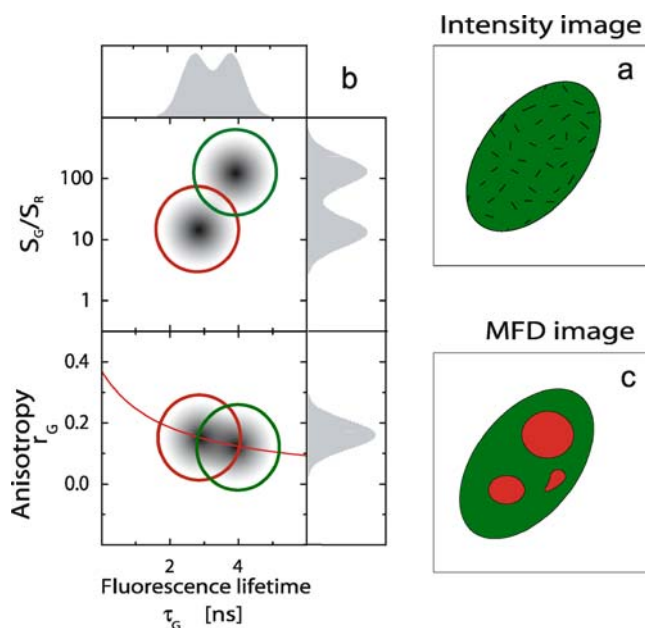 Intensity image
a
b
S_G/S_R
100
10
1
MFD image
c
Anisotropy
r_G
0.4
0.2
0.0
2 4
Fluorescence lifetime
τ_G [ns]